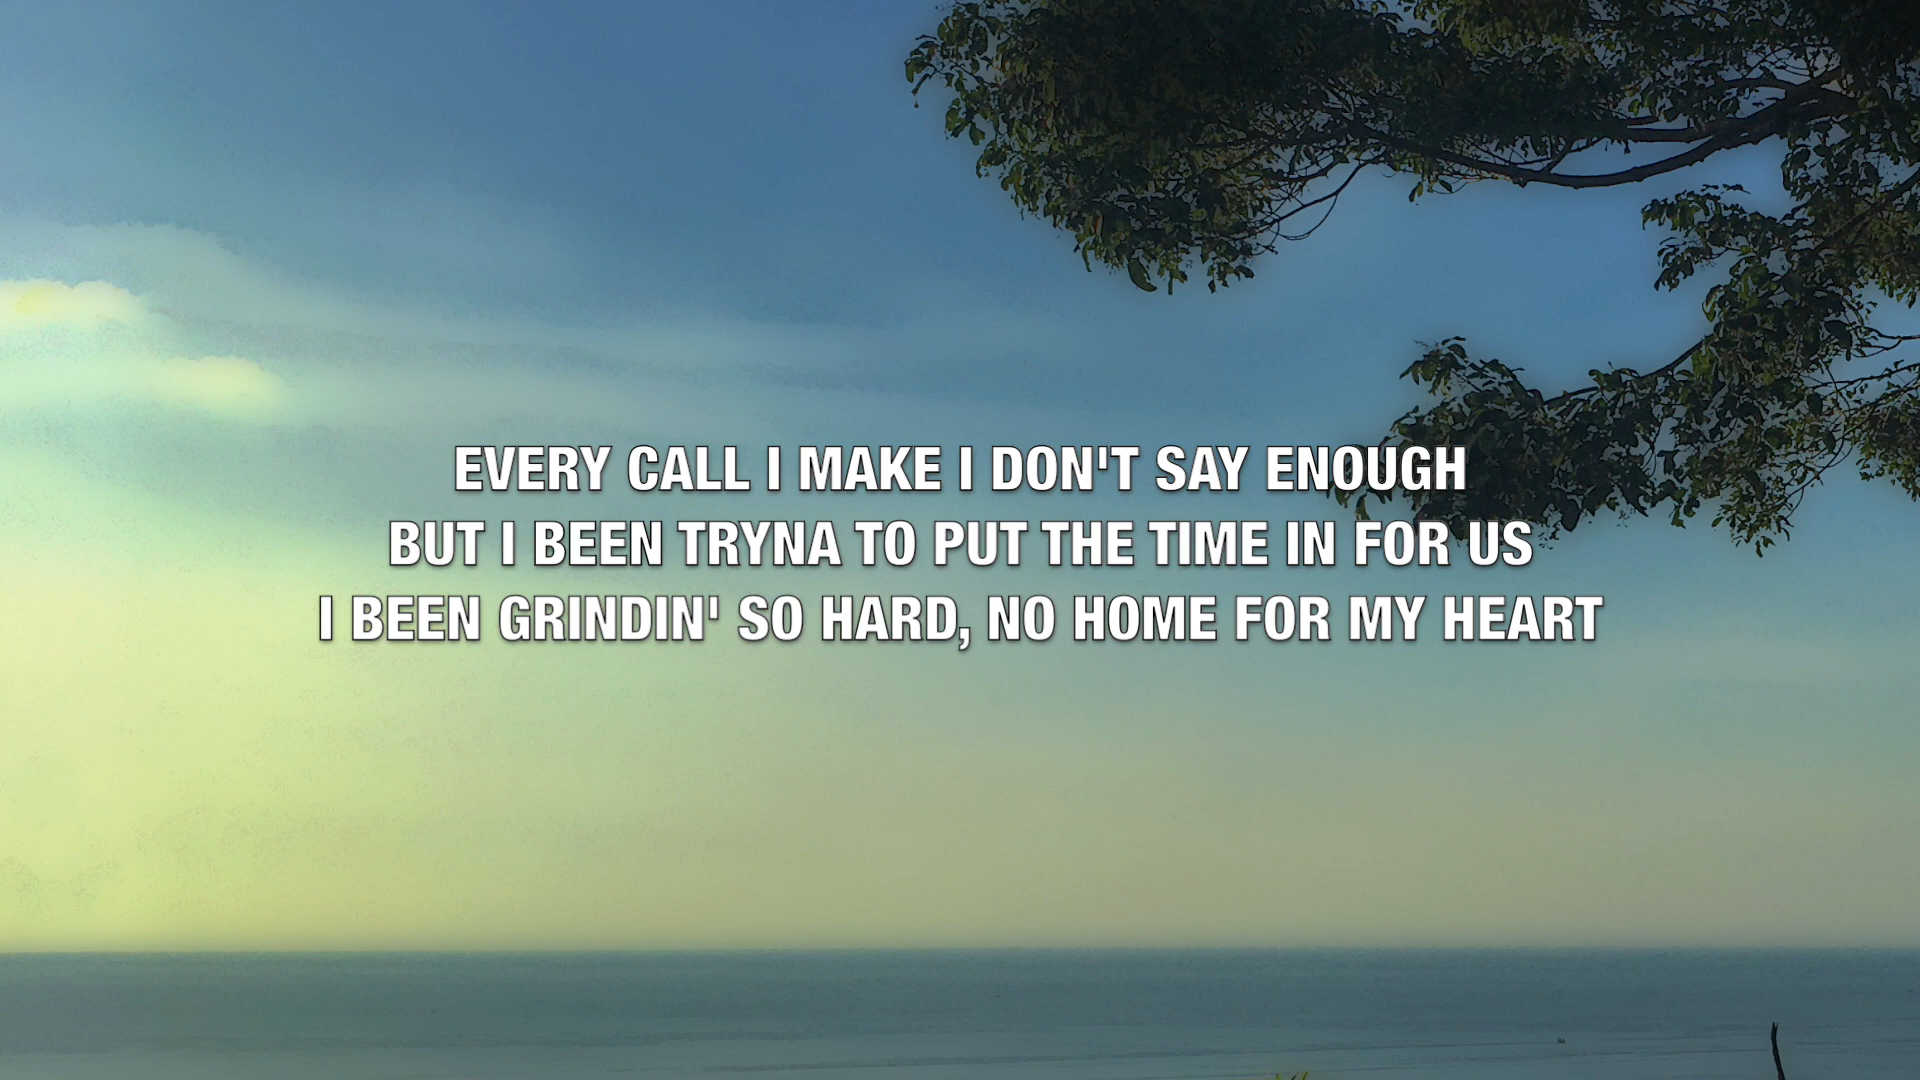 EVERY CALL I MAKE I DON'T SAY ENOUGH
BUT I BEEN TRYNA TO PUT THE TIME IN FOR US
I BEEN GRINDIN' SO HARD, NO HOME FOR MY HEART